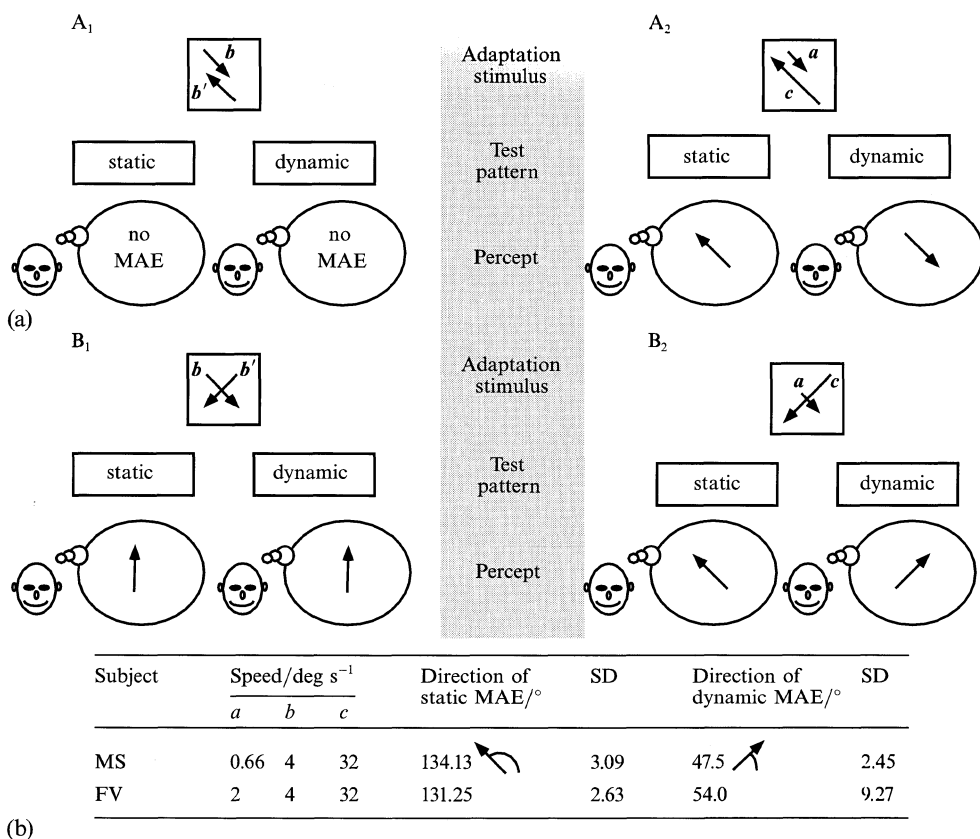 A₁
b
b′
static
dynamic
no
MAE
no
MAE
Adaptation
stimulus
Test
pattern
Percept
A₂
a
c
static
dynamic
(a)
B₁
b b′
static
dynamic
Adaptation
stimulus
Test
pattern
Percept
B₂
a c
static
dynamic
Subject Speed/deg s⁻¹ Direction of SD Direction of SD
static MAE/° dynamic MAE/°
a b c
MS 0.66 4 32 134.13 3.09 47.5 2.45
FV 2 4 32 131.25 2.63 54.0 9.27
(b)